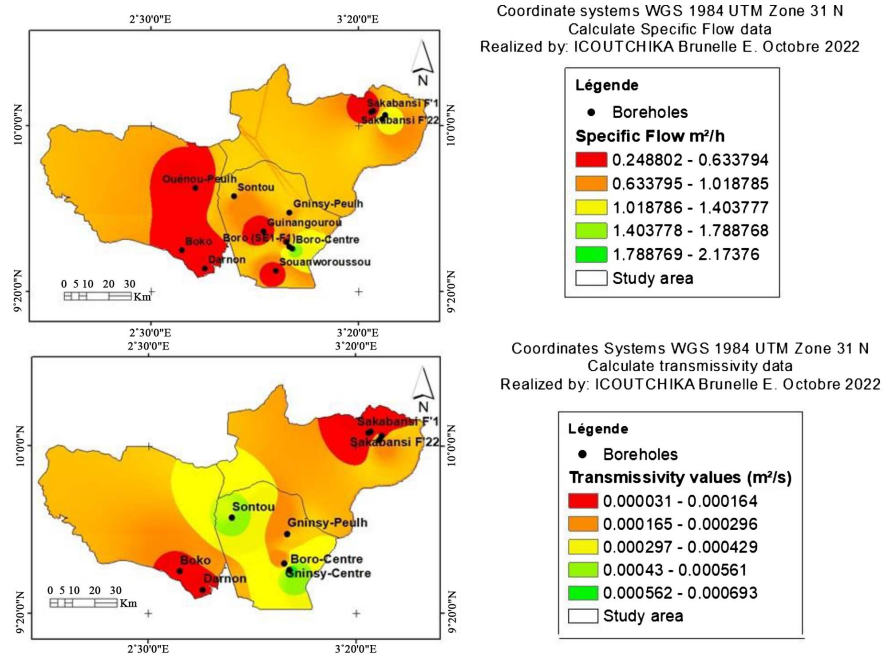 2°30'0"E
3°20'0"E
N
10°0'0"N
10°0'0"N
Sakabansi F'1
Sakabansi F'22
Ouénou-Peulh
Sontou
Gninsy-Peulh
Guinangourou
Boro (SE1-F1)
Boro-Centre
Boko
Darnon
Souanworoussou
0 5 10 20 30
Km
9°20'0"N
9°20'0"N
2°30'0"E
3°20'0"E
Coordinate systems WGS 1984 UTM Zone 31 N
Calculate Specific Flow data
Realized by: ICOUTCHIKA Brunelle E. Octobre 2022
Légende
Boreholes
Specific Flow m²/h
0.248802 - 0.633794
0.633795 - 1.018785
1.018786 - 1.403777
1.403778 - 1.788768
1.788769 - 2.17376
Study area
2°30'0"E
3°20'0"E
N
10°0'0"N
10°0'0"N
Sakabansi F'1
Sakabansi F'22
Sontou
Gninsy-Peulh
Boro-Centre
Gninsy-Centre
Boko
Darnon
0 5 10 20 30
Km
9°20'0"N
9°20'0"N
2°30'0"E
3°20'0"E
Coordinates Systems WGS 1984 UTM Zone 31 N
Calculate transmissivity data
Realized by: ICOUTCHIKA Brunelle E. Octobre 2022
Légende
Boreholes
Transmissivity values (m²/s)
0.000031 - 0.000164
0.000165 - 0.000296
0.000297 - 0.000429
0.00043 - 0.000561
0.000562 - 0.000693
Study area